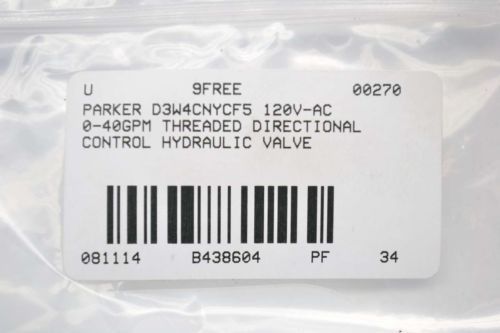 U 9FREE 00270
PARKER D3W4CNYCF5 120V-AC
0-40GPM THREADED DIRECTIONAL
CONTROL HYDRAULIC VALVE
081114 B438604 PF 34